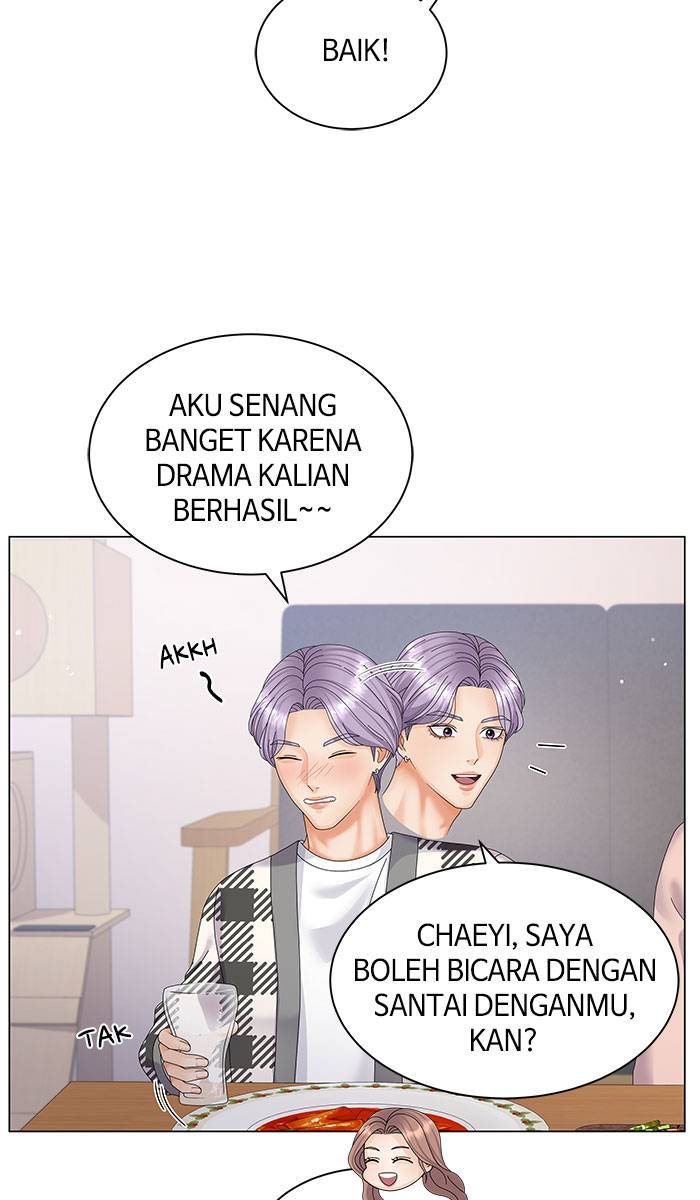 BAIK!
AKU SENANG
BANGET KARENA
DRAMA KALIAN
BERHASIL~~
AKKH
CHAEYI, SAYA
BOLEH BICARA DENGAN
SANTAI DENGANMU,
KAN?
TAK